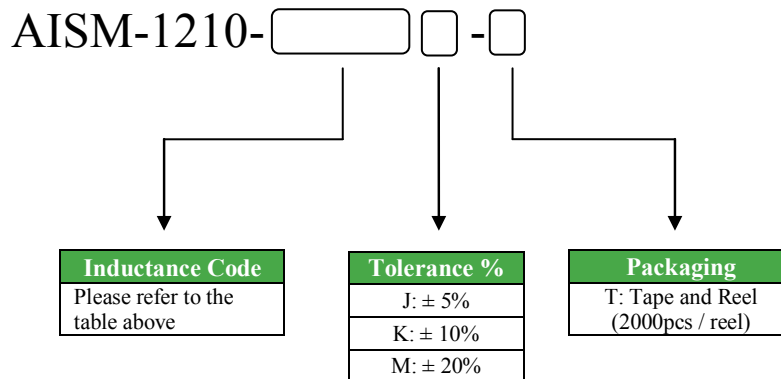 AISM-1210- -
Inductance Code
Please refer to the
table above
Tolerance %
J: ± 5%
K: ± 10%
M: ± 20%
Packaging
T: Tape and Reel
(2000pcs / reel)